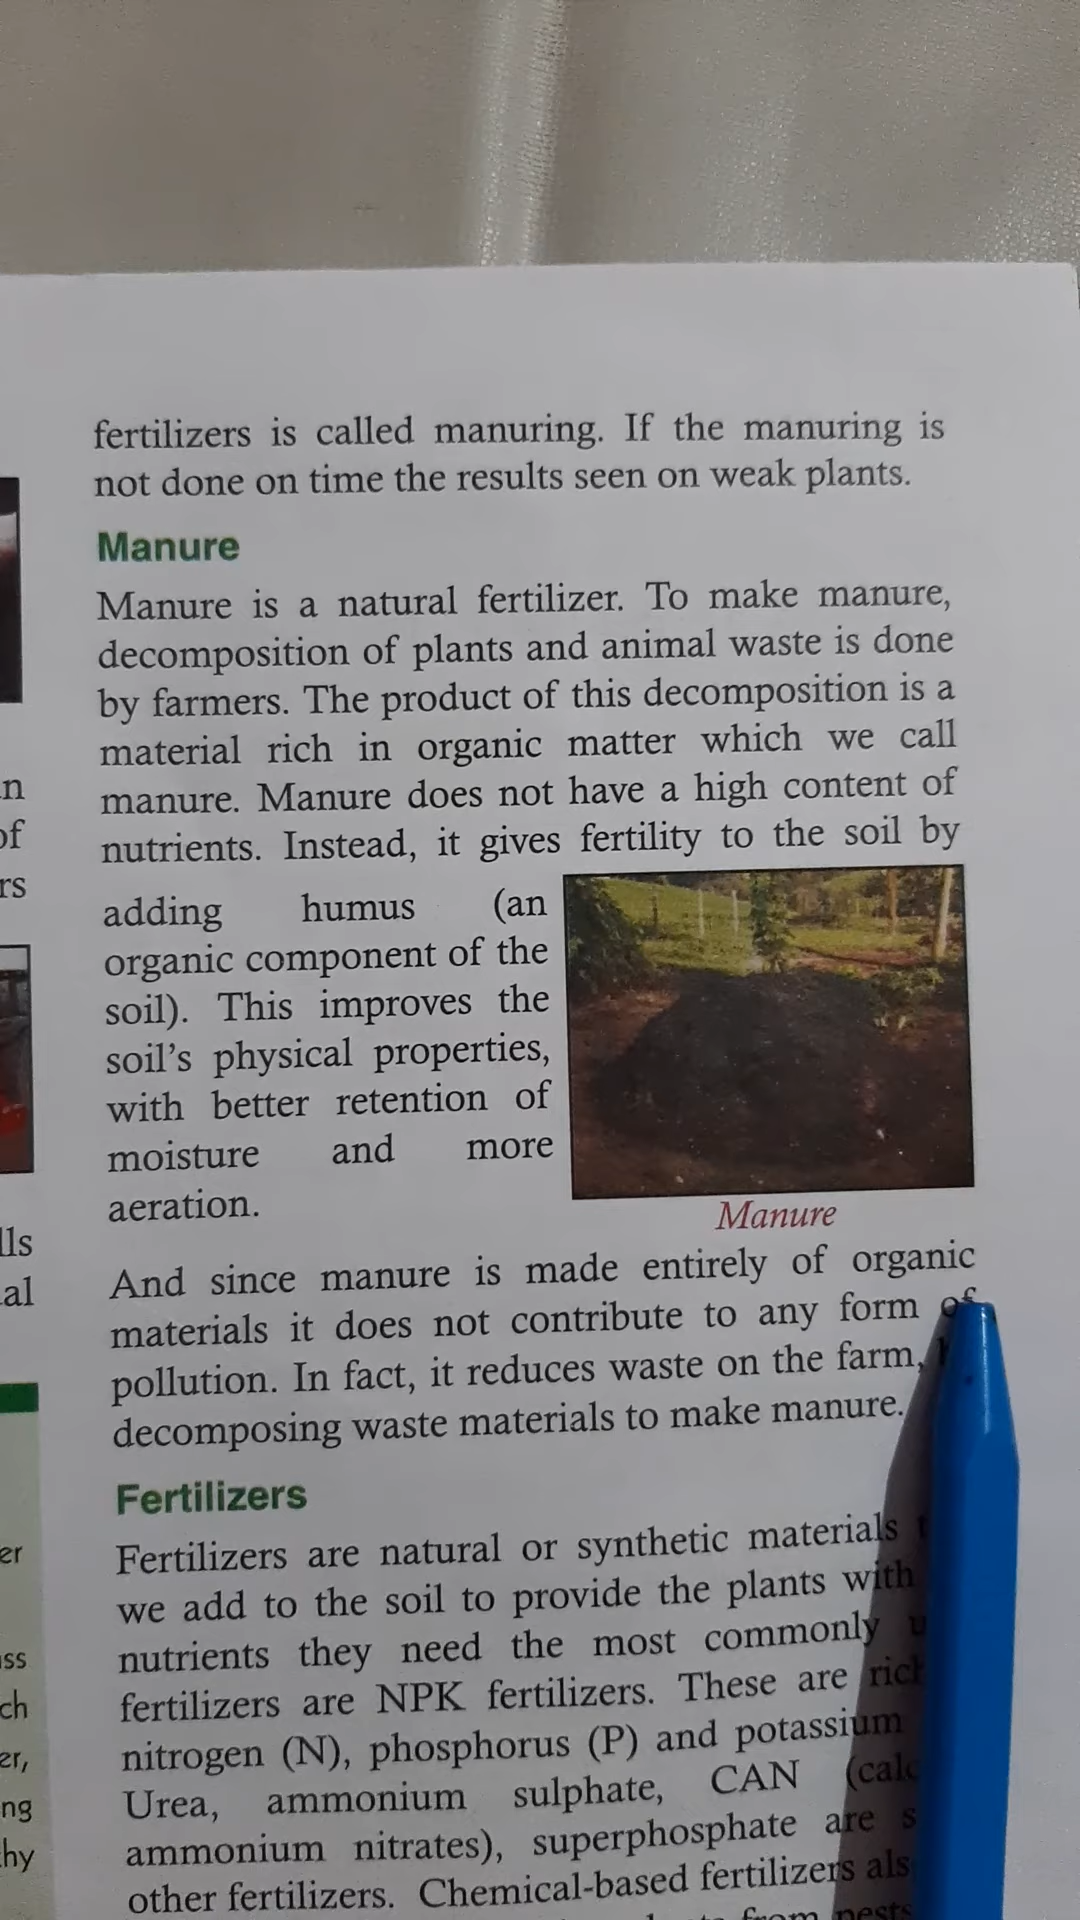 fertilizers is called manuring. If the manuring is
not done on time the results seen on weak plants.
Manure
Manure is a natural fertilizer. To make manure,
decomposition of plants and animal waste is done
by farmers. The product of this decomposition is a
material rich in organic matter which we call
manure. Manure does not have a high content of
nutrients. Instead, it gives fertility to the soil by
adding humus (an
organic component of the
soil). This improves the
soil's physical properties,
with better retention of
moisture and more
aeration.
Manure
And since manure is made entirely of organic
materials it does not contribute to any form of
pollution. In fact, it reduces waste on the farm,
decomposing waste materials to make manure.
Fertilizers
Fertilizers are natural or synthetic materials
we add to the soil to provide the plants with
nutrients they need the most commonly
fertilizers are NPK fertilizers. These are
nitrogen (N), phosphorus (P) and potassium
Urea, ammonium sulphate, CAN
ammonium nitrates), superphosphate are
other fertilizers. Chemical-based fertilizers
from pests